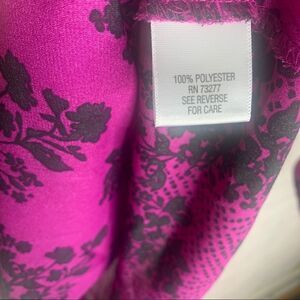 100% POLYESTER
RN 73277
SEE REVERSE
FOR CARE